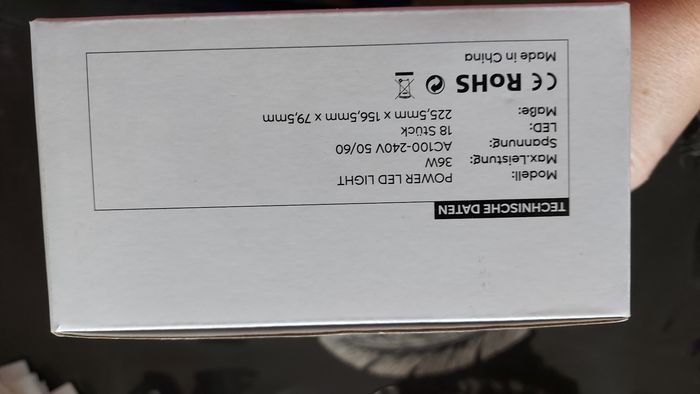 TECHNISCHE DATEN
Modell: POWER LED LIGHT
Max.Leistung: 36W
Spannung: AC100-240V 50/60
LED: 18 Stück
Maße: 225,5mm x 156,5mm x 79,5mm
CE RoHS
Made in China